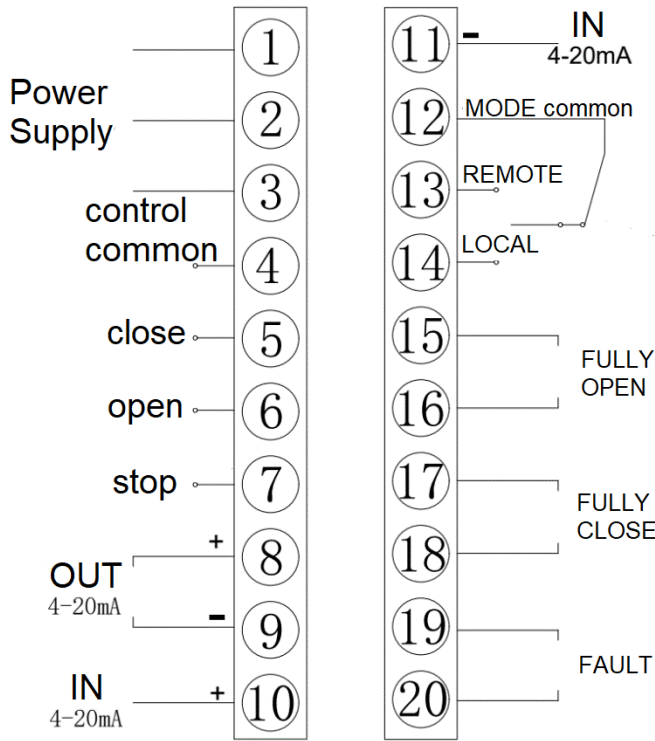 1
Power
Supply
2
3
control
common
4
close
5
open
6
stop
7
+
8
OUT
4-20mA
-
9
IN
4-20mA
+
10
11
-
IN
4-20mA
12
MODE common
13
REMOTE
14
LOCAL
15
FULLY
OPEN
16
17
FULLY
CLOSE
18
19
FAULT
20